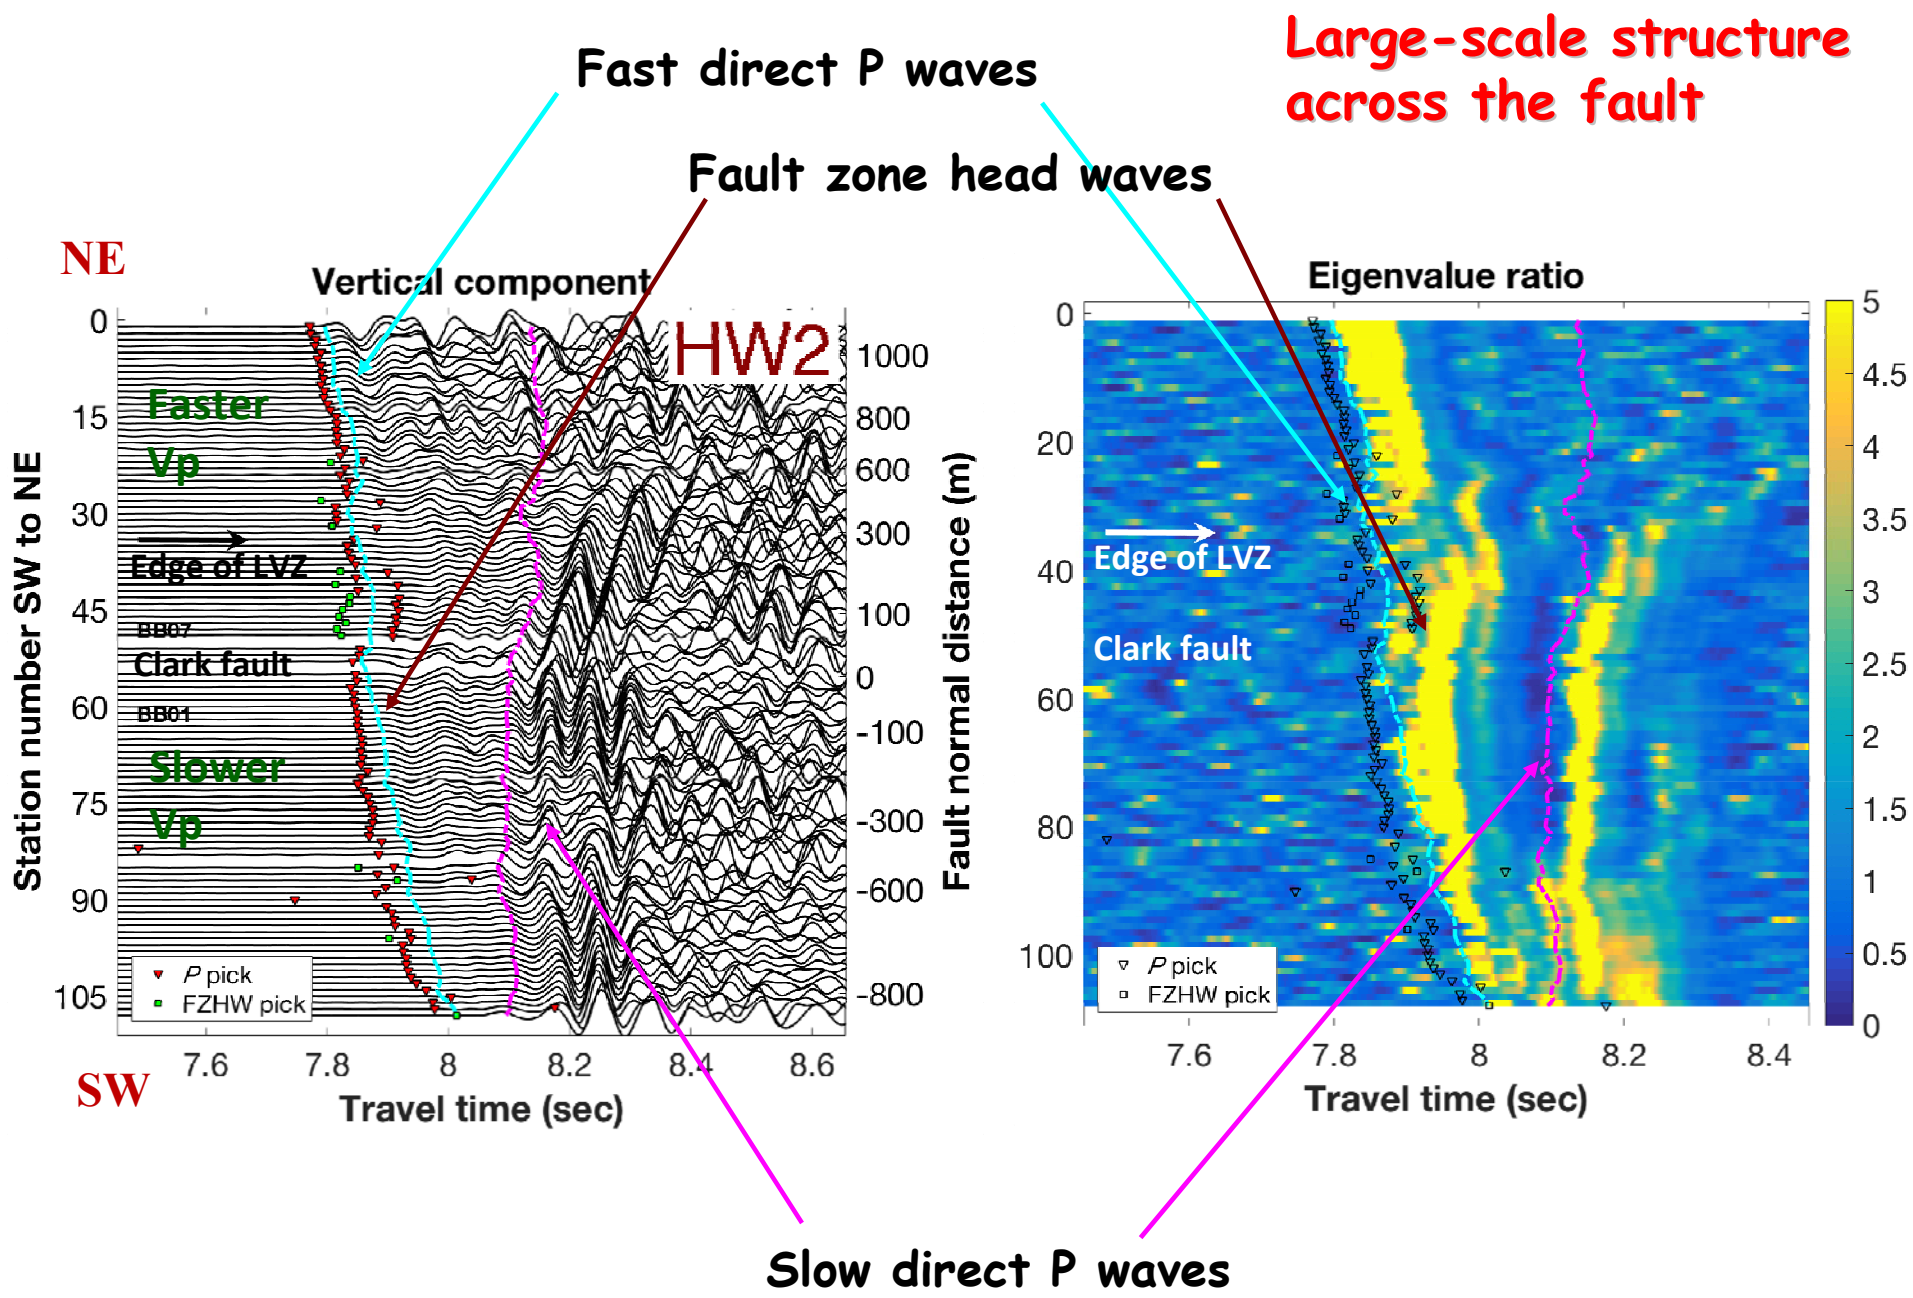 Large-scale structure
across the fault
Fast direct P waves
Fault zone head waves
NE
Vertical component
HW2
0
15
30
45
60
75
90
105
Station number SW to NE
Faster
Vp
Edge of LVZ
BB07
Clark fault
BB01
Slower
Vp
P pick
FZHW pick
1000
800
600
300
100
0
-100
-300
-600
-800
Fault normal distance (m)
7.6 7.8 8 8.2 8.4 8.6
SW
Travel time (sec)
Eigenvalue ratio
0
20
40
60
80
100
Edge of LVZ
Clark fault
P pick
FZHW pick
7.6 7.8 8 8.2 8.4
Travel time (sec)
5
4.5
4
3.5
3
2.5
2
1.5
1
0.5
0
Slow direct P waves